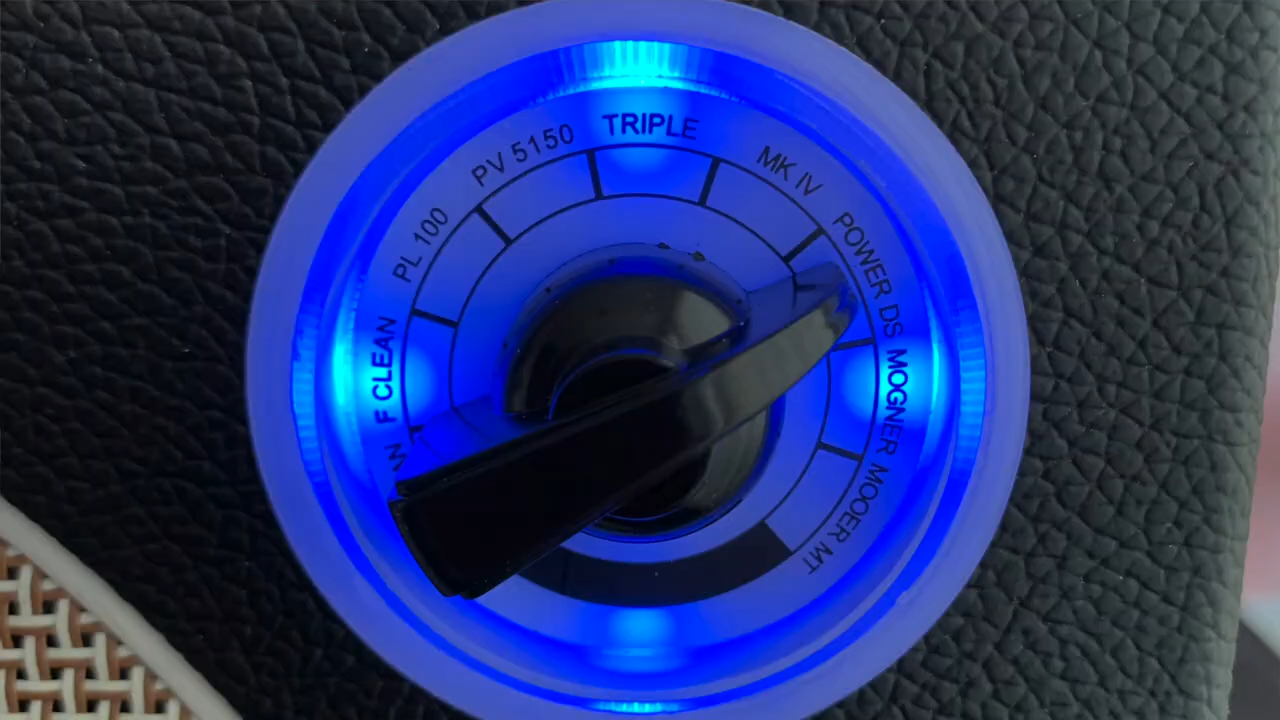 F CLEAN
PL 100
PV 5150
TRIPLE
MK IV
POWER DS
MOGNER
MOOER MT